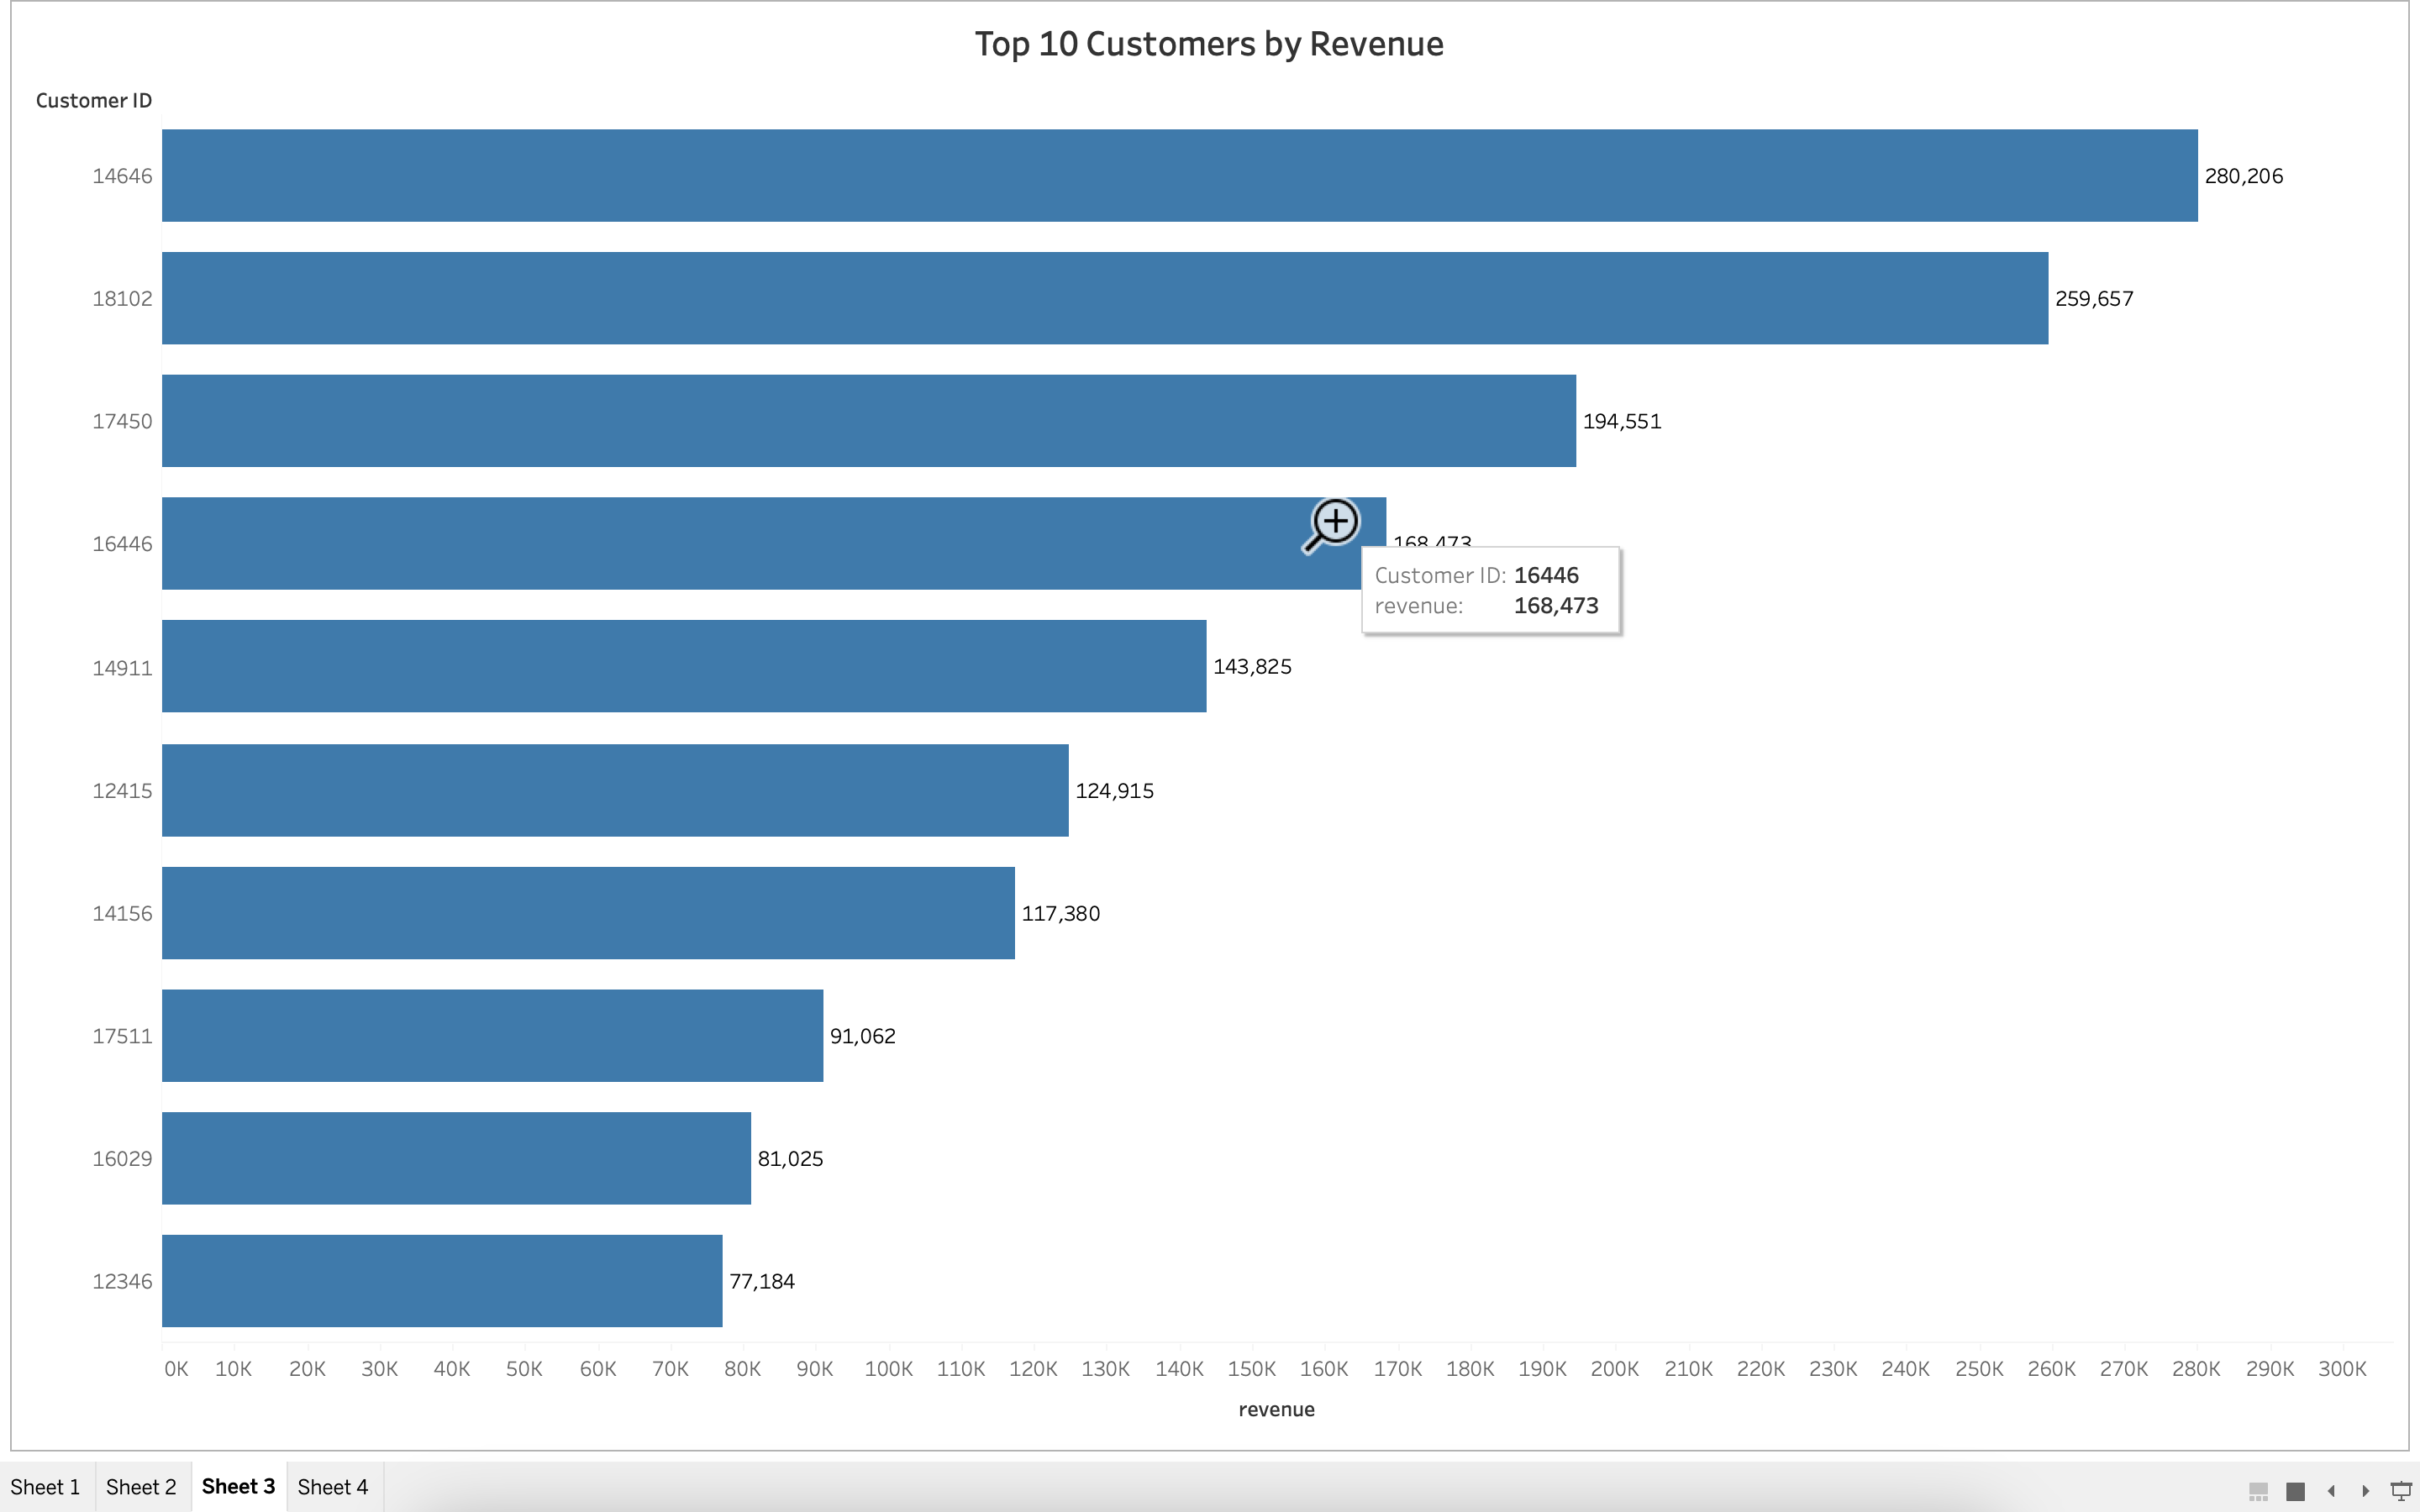 Top 10 Customers by Revenue
Customer ID
14646 280,206
18102 259,657
17450 194,551
16446 168,473
Customer ID: 16446
revenue: 168,473
14911 143,825
12415 124,915
14156 117,380
17511 91,062
16029 81,025
12346 77,184
0K 10K 20K 30K 40K 50K 60K 70K 80K 90K 100K 110K 120K 130K 140K 150K 160K 170K 180K 190K 200K 210K 220K 230K 240K 250K 260K 270K 280K 290K 300K
revenue
Sheet 1 Sheet 2 Sheet 3 Sheet 4